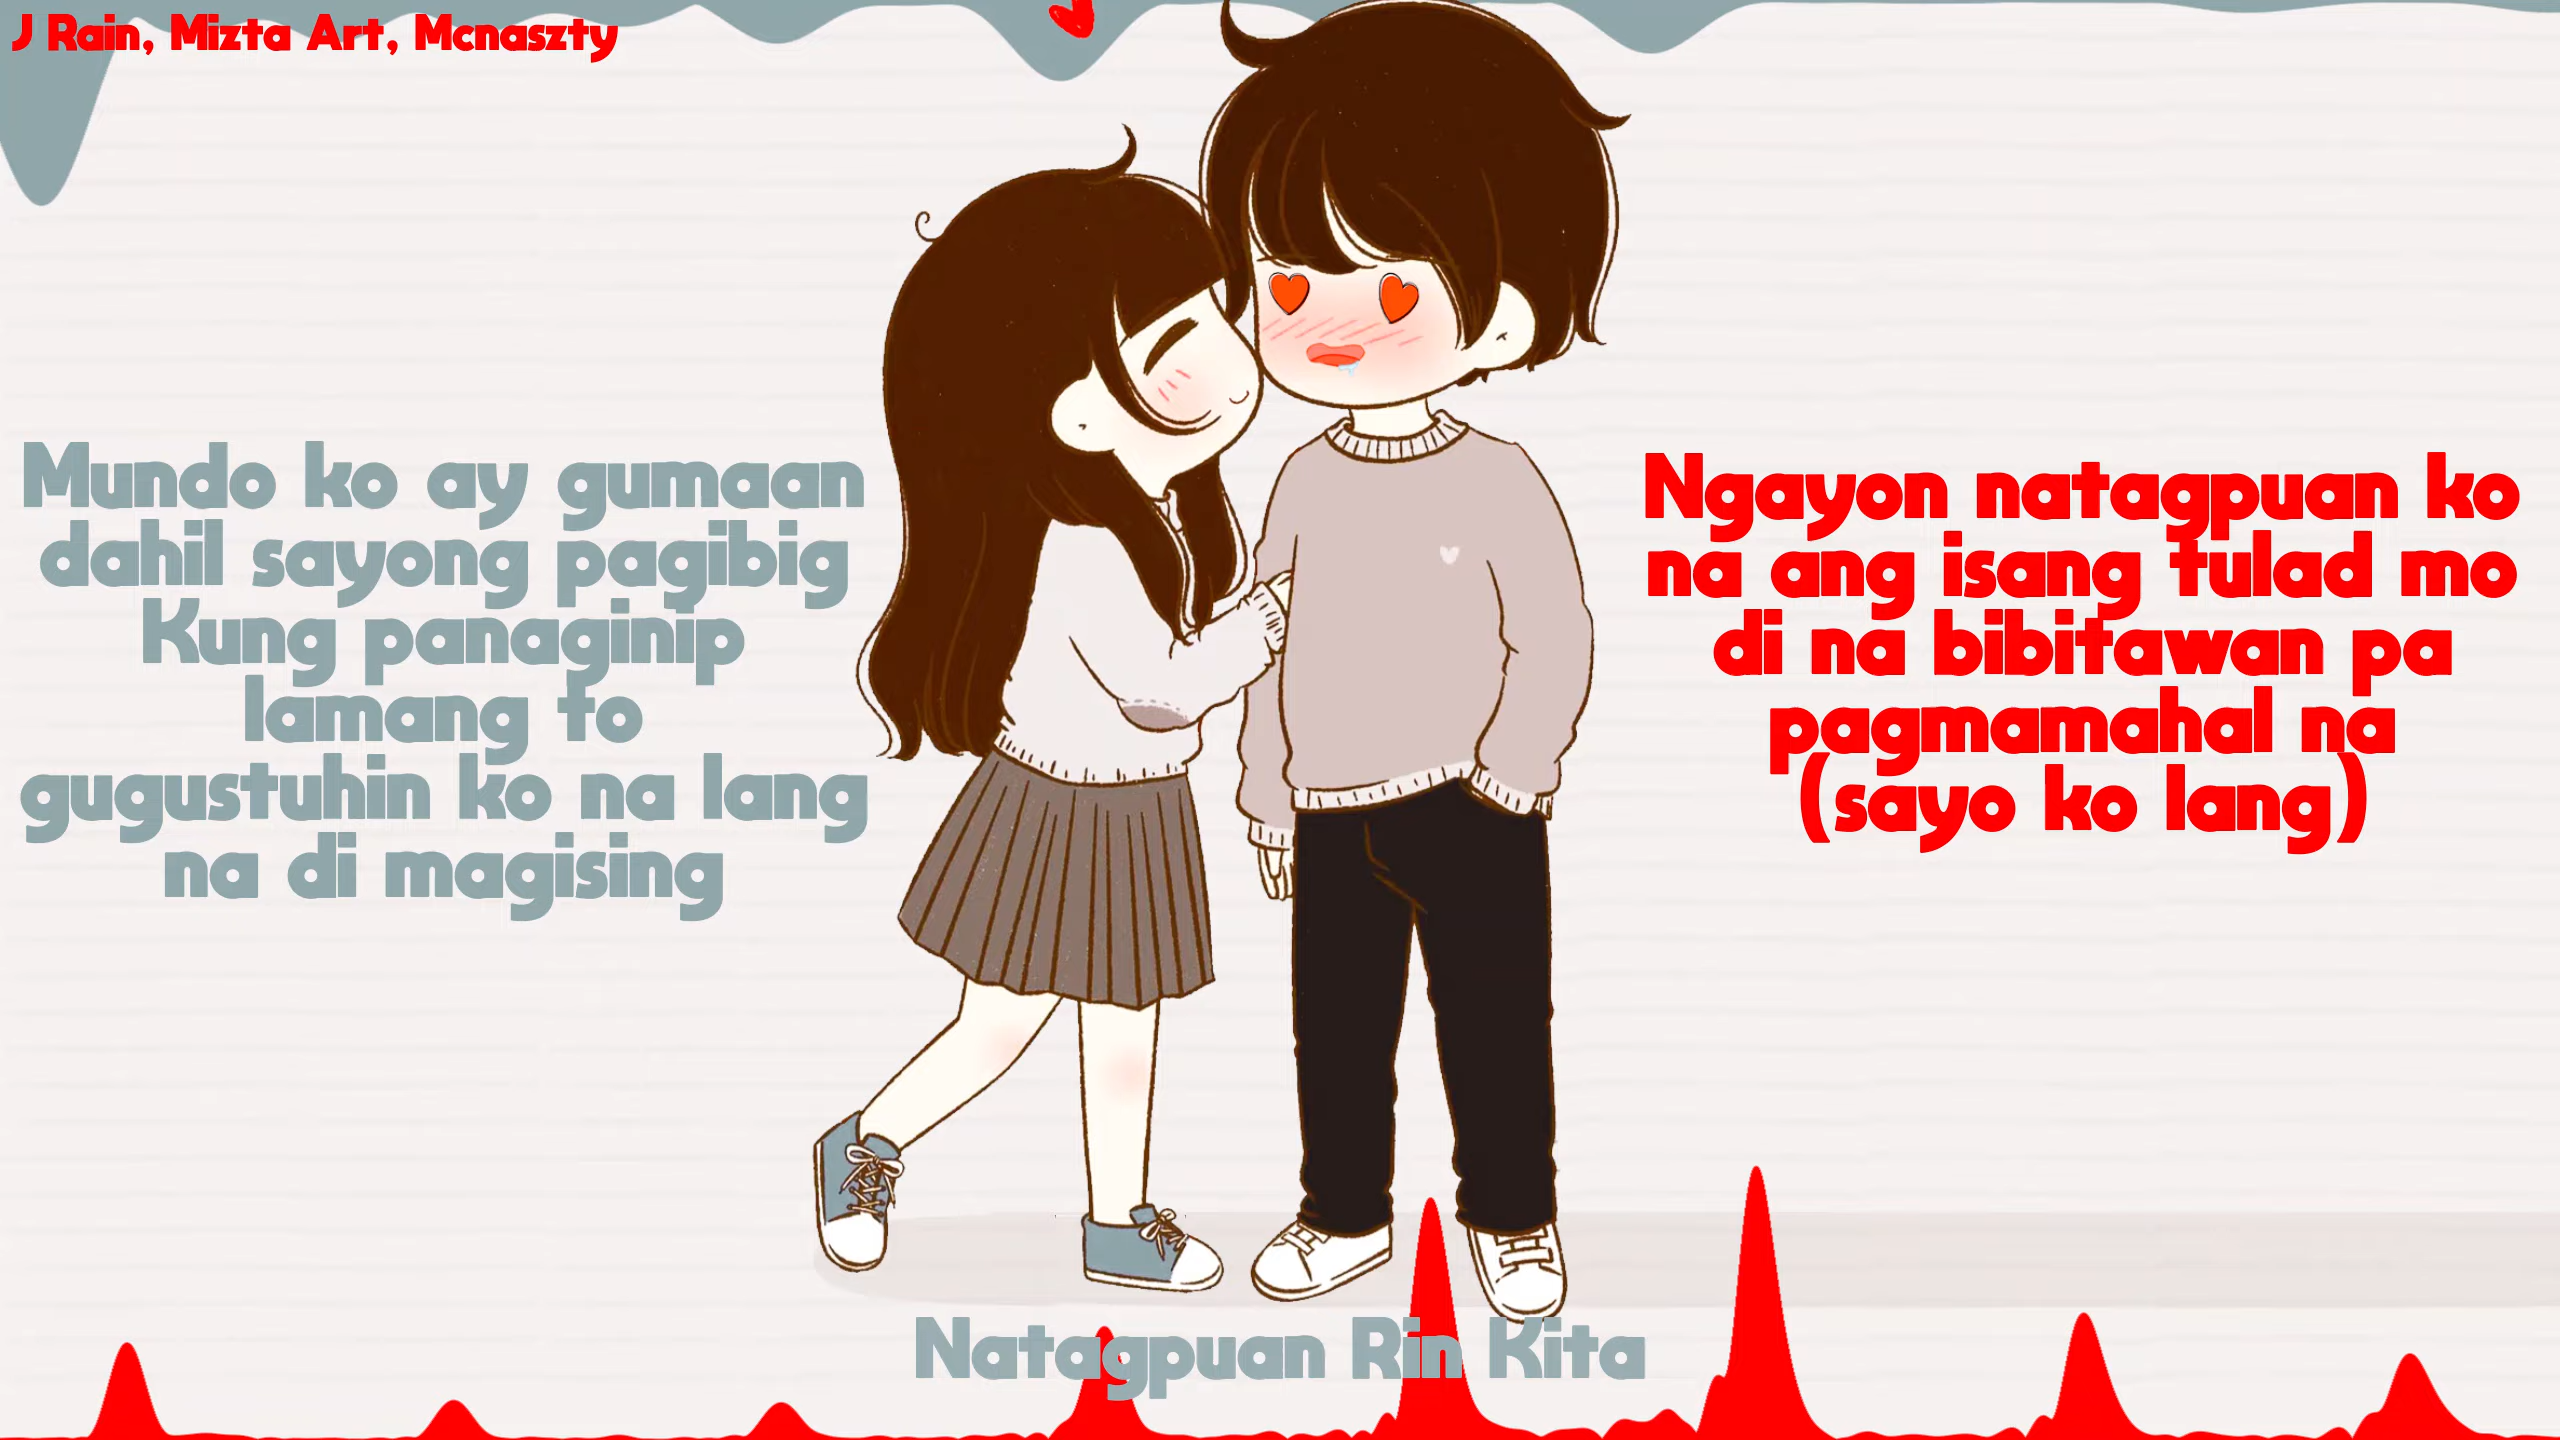 J Rain, Mizta Art, Mcnaszty
Mundo ko ay gumaan
dahil sayong pagibig
Kung panaginip
lamang to
gugustuhin ko na lang
na di magising
Ngayon natagpuan ko
na ang isang tulad mo
di na bibitawan pa
pagmamahal na
(sayo ko lang)
Natagpuan Rin Kita